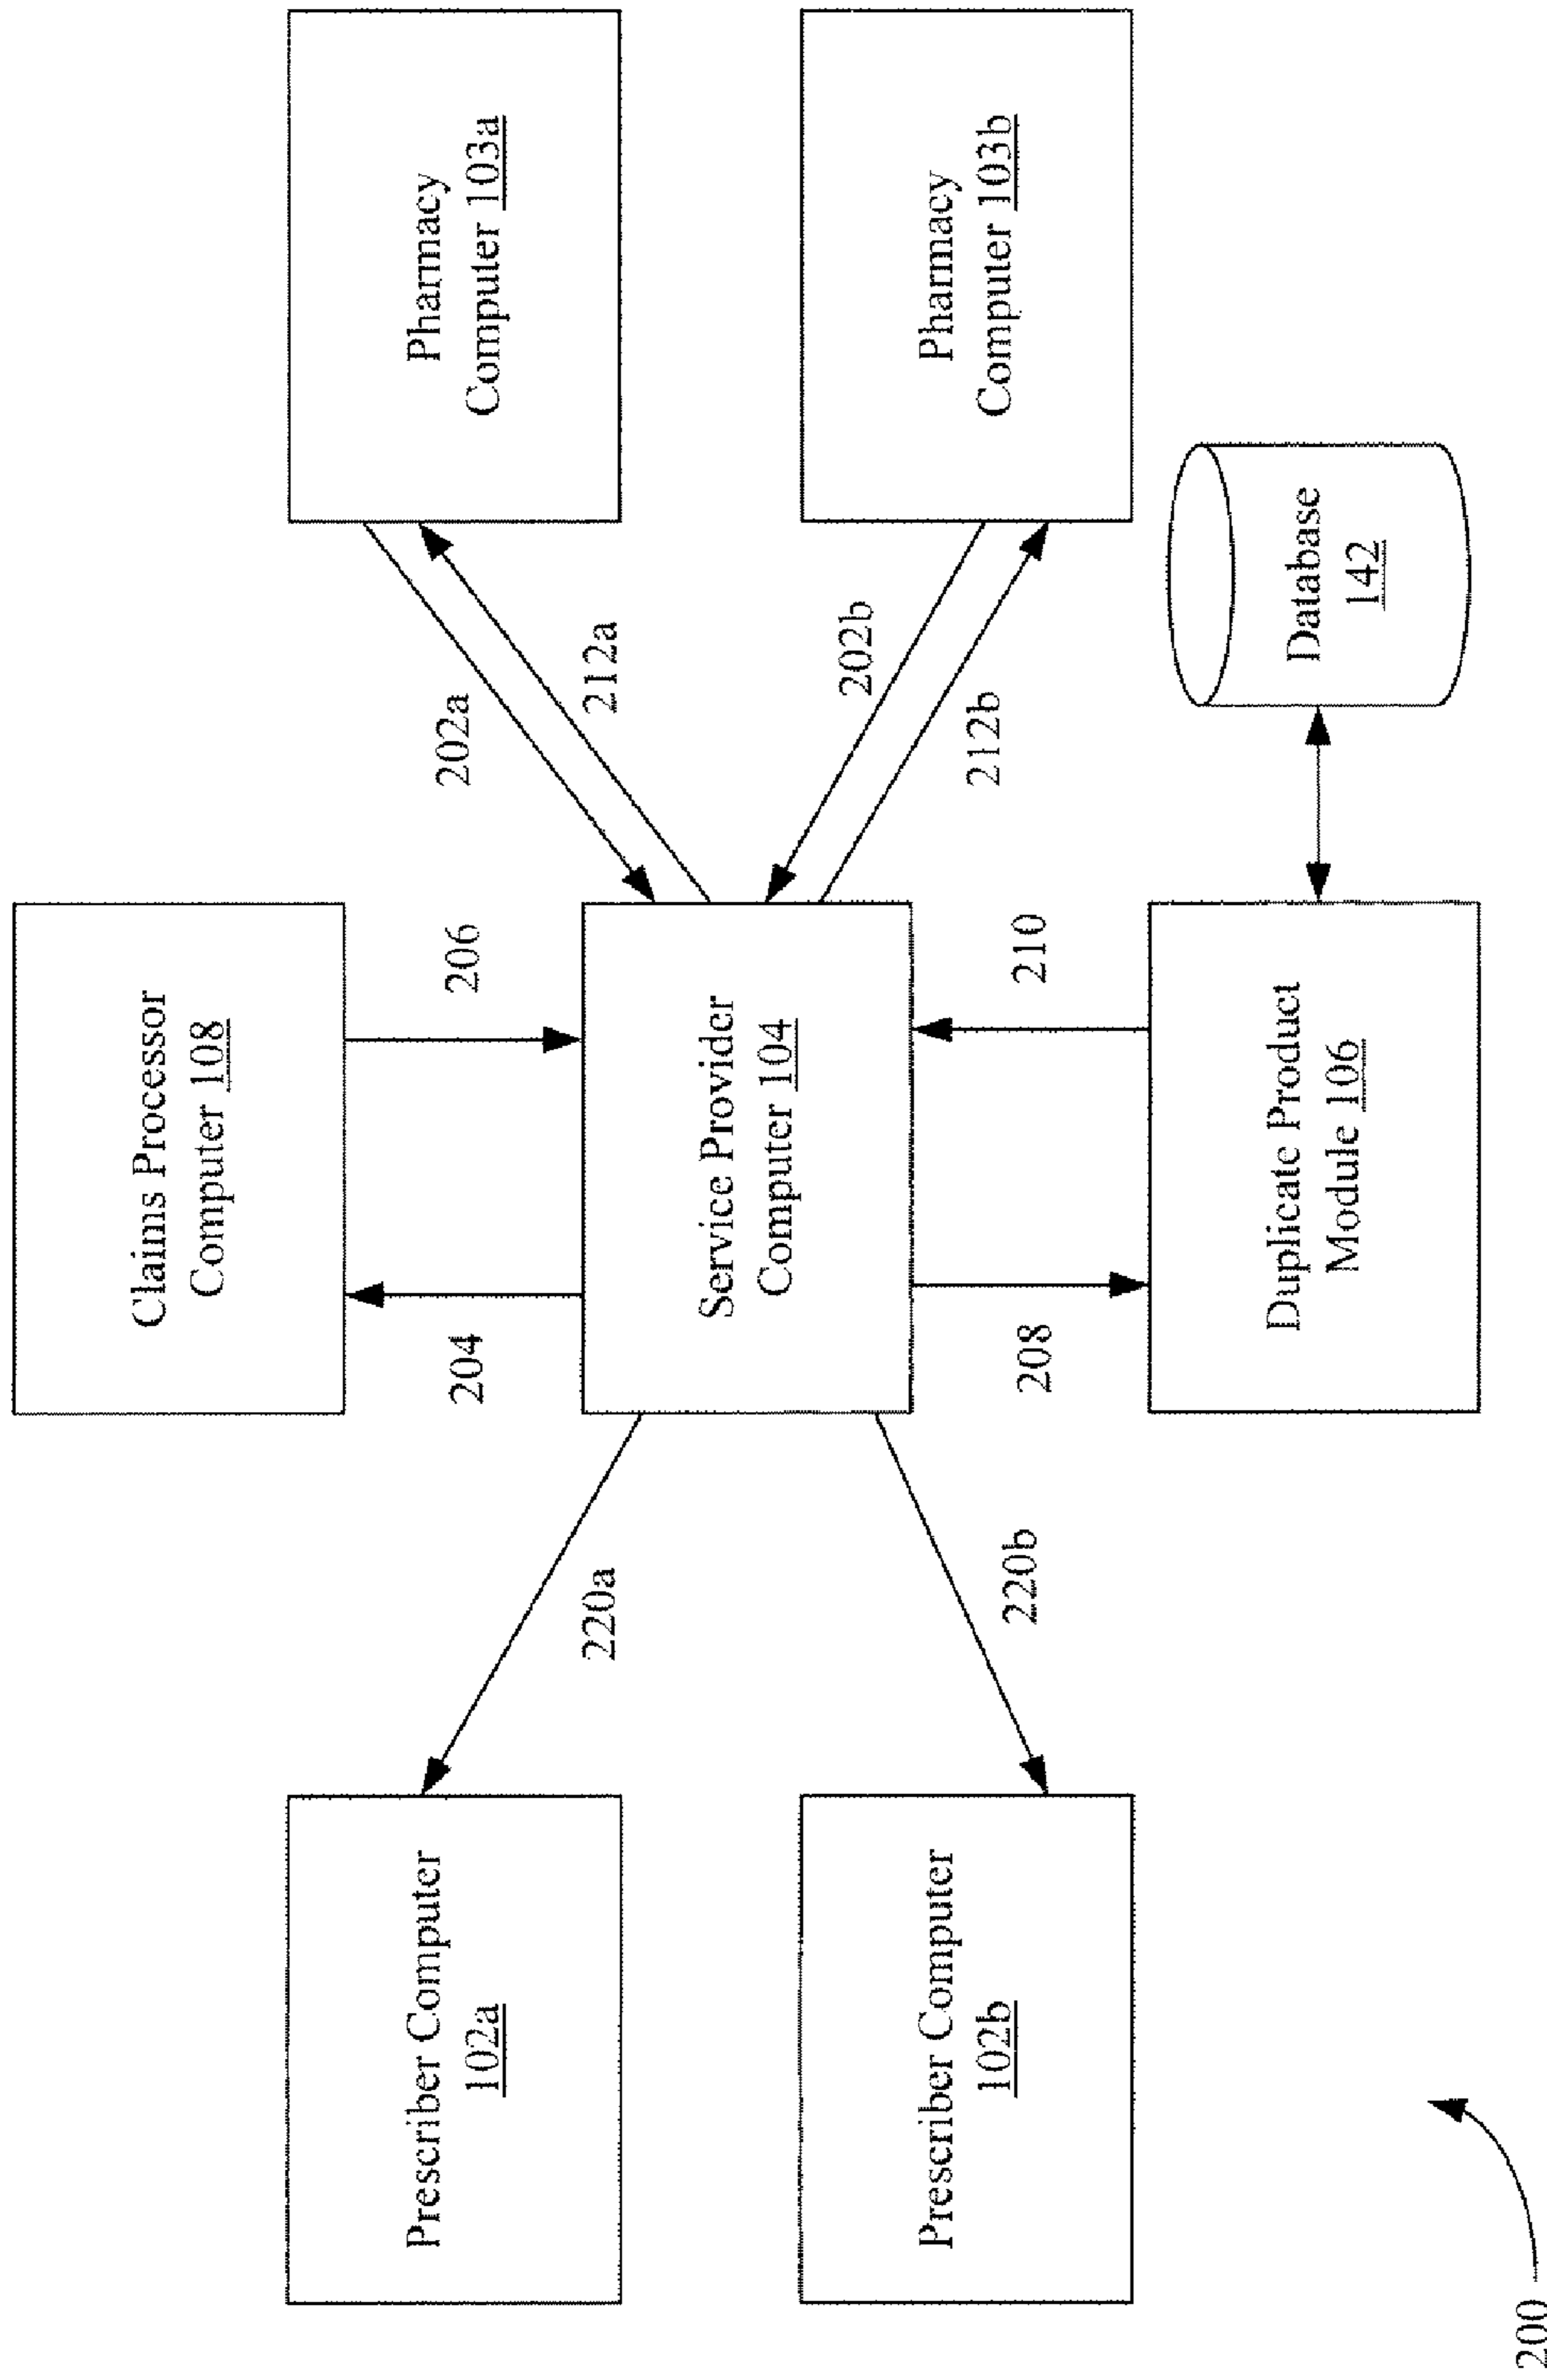 Claims Processor
Computer 108
204
206
Prescriber Computer
102a
220a
Service Provider
Computer 104
202a
212a
Pharmacy
Computer 103a
Prescriber Computer
102b
220b
208
210
202b
212b
Pharmacy
Computer 103b
Duplicate Product
Module 106
Database
142
200